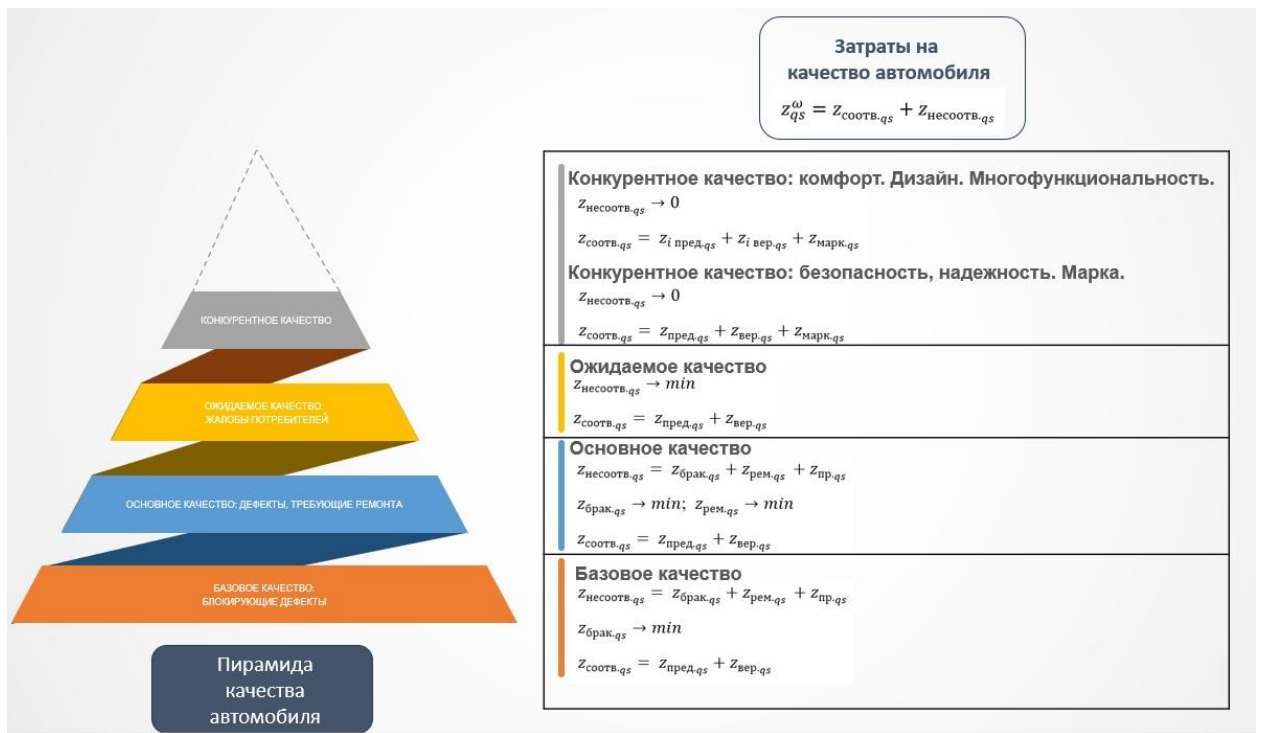 Затраты на
качество автомобиля
z^ω_qs = z_соотв.qs + z_несоотв.qs
Конкурентное качество: комфорт. Дизайн. Многофункциональность.
z_несоотв.qs → 0
z_соотв.qs = z_i пред.qs + z_i вер.qs + z_марк.qs
Конкурентное качество: безопасность, надежность. Марка.
z_несоотв.qs → 0
z_соотв.qs = z_пред.qs + z_вер.qs + z_марк.qs
КОНКУРЕНТНОЕ КАЧЕСТВО
Ожидаемое качество
z_несоотв.qs → min
z_соотв.qs = z_пред.qs + z_вер.qs
ОЖИДАЕМОЕ КАЧЕСТВО:
ЖАЛОБЫ ПОТРЕБИТЕЛЕЙ
Основное качество
z_несоотв.qs = z_брак.qs + z_рем.qs + z_пр.qs
z_брак.qs → min; z_рем.qs → min
z_соотв.qs = z_пред.qs + z_вер.qs
ОСНОВНОЕ КАЧЕСТВО: ДЕФЕКТЫ, ТРЕБУЮЩИЕ РЕМОНТА
Базовое качество
z_несоотв.qs = z_брак.qs + z_рем.qs + z_пр.qs
z_брак.qs → min
z_соотв.qs = z_пред.qs + z_вер.qs
БАЗОВОЕ КАЧЕСТВО:
БЛОКИРУЮЩИЕ ДЕФЕКТЫ
Пирамида
качества
автомобиля